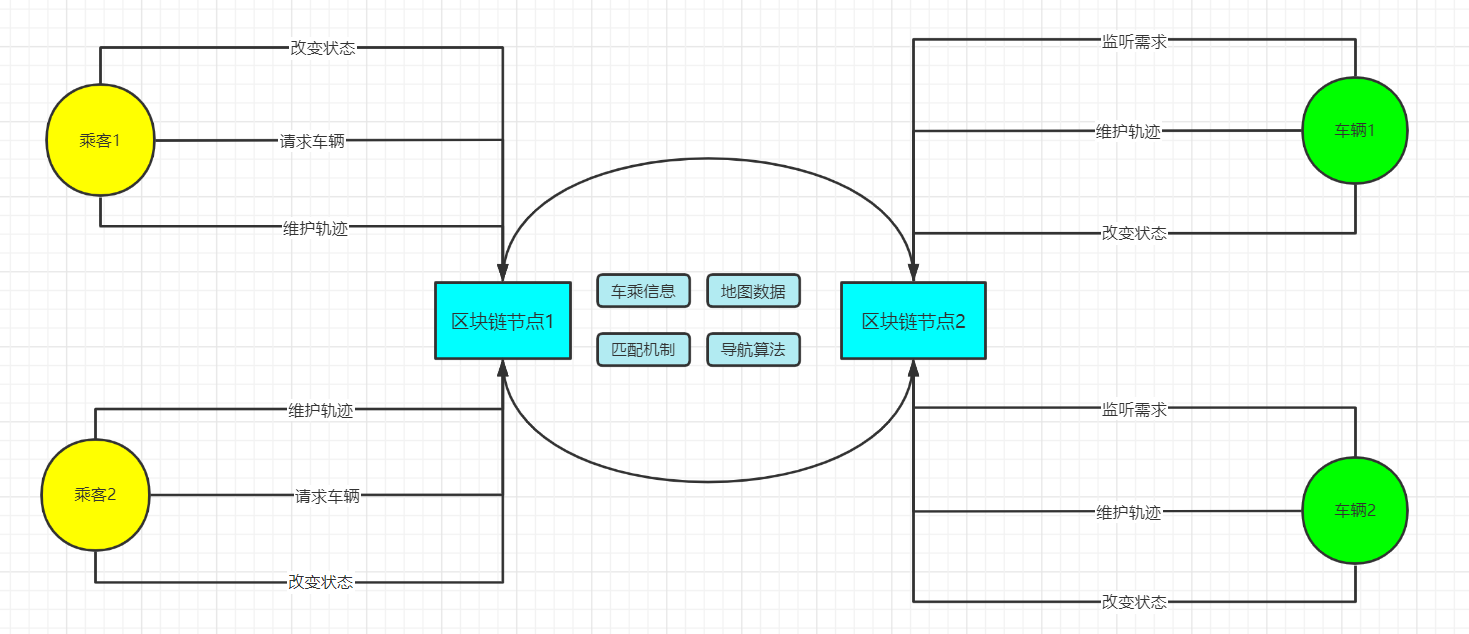 改变状态
监听需求
乘客1
请求车辆
维护轨迹
车辆1
维护轨迹
改变状态
车乘信息
地图数据
区块链节点1
区块链节点2
匹配机制
导航算法
维护轨迹
监听需求
乘客2
请求车辆
维护轨迹
车辆2
改变状态
改变状态